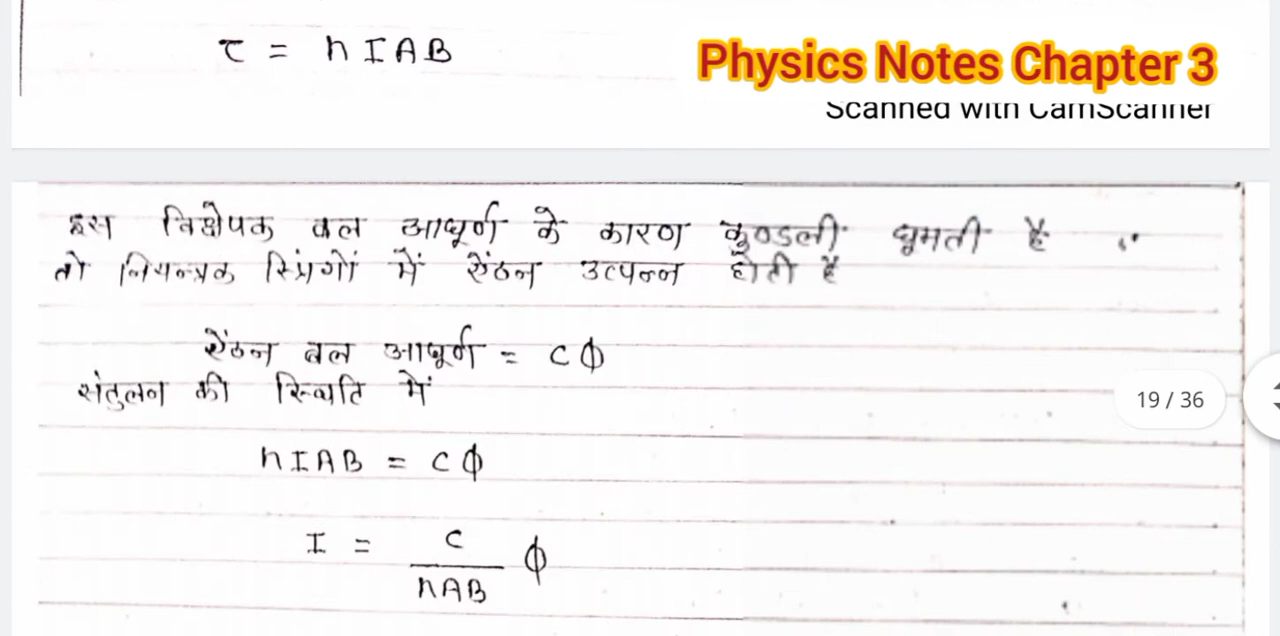 τ = nIAB
Physics Notes Chapter 3
Scanned with CamScanner
इस विक्षेपक बल आघूर्ण के कारण कुण्डली घूमती है
तो नियन्त्रक स्प्रिंगों में ऐंठन उत्पन्न होती है
ऐंठन बल आघूर्ण = CΦ
संतुलन की स्थिति में
19 / 36
nIAB = CΦ
I = C/nAB Φ